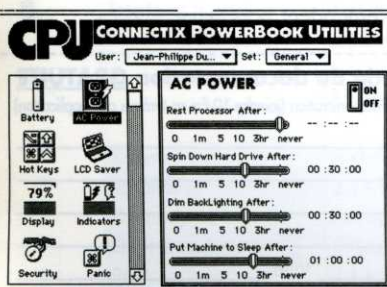 CPU CONNECTIX POWERBOOK UTILITIES
User: Jean-Philippe Du... Set: General
Battery AC Power
Hot Keys LCD Saver
79%
Display Indicators
Security Panic
AC POWER
ON
OFF
Rest Processor After:
-- :-- :--
0 1m 5 10 3hr never
Spin Down Hard Drive After:
00 :30 :00
0 1m 5 10 3hr never
Dim BackLighting After:
00 :30 :00
0 1m 5 10 3hr never
Put Machine to Sleep After:
01 :00 :00
0 1m 5 10 3hr never